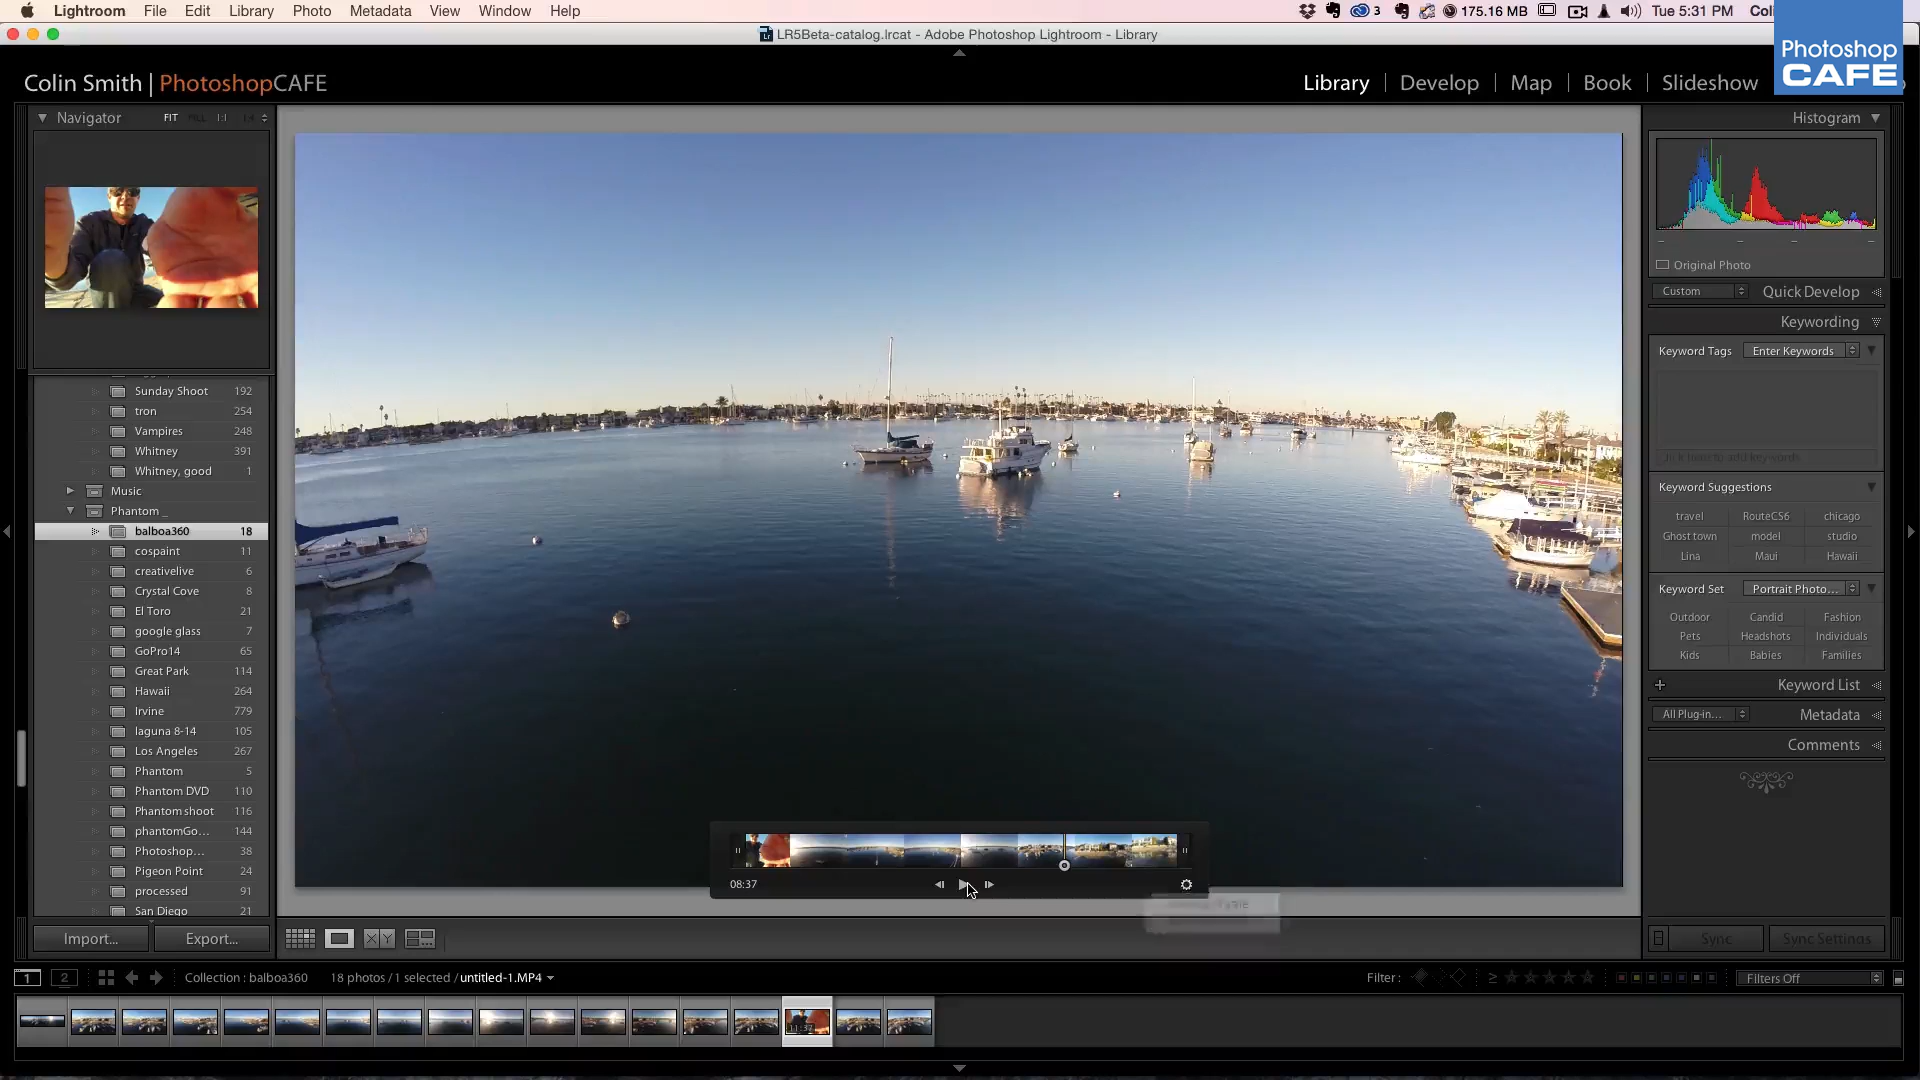 Lightroom File Edit Library Photo Metadata View Window Help 3 175.16 MB Tue 5:31 PM Coli
LR5Beta-catalog.lrcat - Adobe Photoshop Lightroom - Library
Photoshop
CAFE
Colin Smith | PhotoshopCAFE
Library | Develop | Map | Book | Slideshow
Navigator FIT FILL 1:1
Sunday Shoot 192
tron 254
Vampires 248
Whitney 391
Whitney, good 1
Music
Phantom _
balboa360 18
cospaint 11
creativelive 6
Crystal Cove 8
El Toro 21
google glass 7
GoPro14 65
Great Park 114
Hawaii 264
Irvine 779
laguna 8-14 105
Los Angeles 267
Phantom 5
Phantom DVD 110
Phantom shoot 116
phantomGo... 144
Photoshop... 38
Pigeon Point 24
processed 91
San Diego 21
Import... Export...
08:37
Histogram
Original Photo
Custom Quick Develop
Keywording
Keyword Tags Enter Keywords
Keyword Suggestions
travel RouteCS6 chicago
Ghost town model studio
Lina Maui Hawaii
Keyword Set Portrait Photo...
Outdoor Candid Fashion
Pets Headshots Individuals
Kids Babies Families
+ Keyword List
All Plug-in... Metadata
Comments
Sync Sync Settings
X Y
1 2 Collection : balboa360 18 photos / 1 selected / untitled-1.MP4 Filter : ≥ Filters Off
11:37